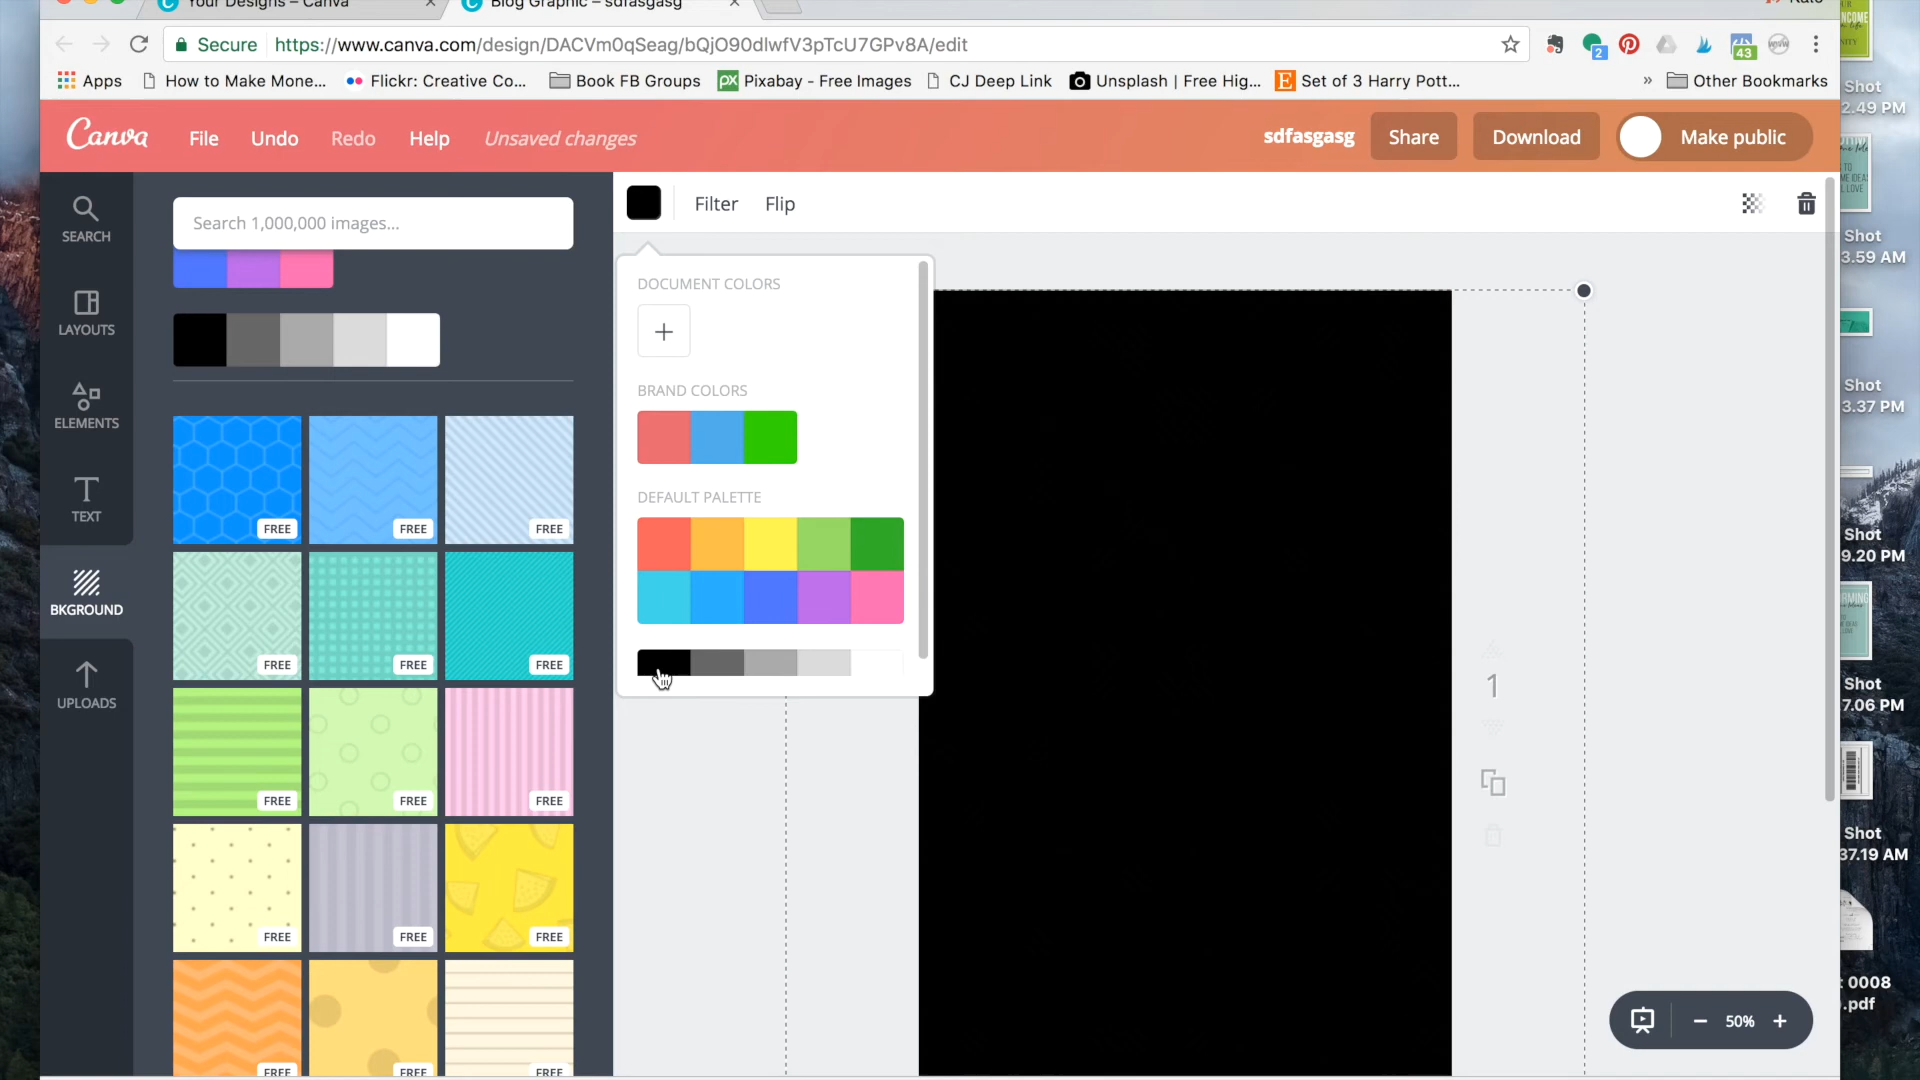 Your Designs – Canva
Blog Graphic – sdfasgasg
Kate
Secure https://www.canva.com/design/DACVm0qSeag/bQjO90dlwfV3pTcU7GPv8A/edit
2
43
Apps How to Make Mone... Flickr: Creative Co... Book FB Groups Pixabay - Free Images CJ Deep Link Unsplash | Free Hig... Set of 3 Harry Pott... » Other Bookmarks
Canva File Undo Redo Help Unsaved changes sdfasgasg Share Download Make public
SEARCH
LAYOUTS
ELEMENTS
TEXT
BKGROUND
UPLOADS
Search 1,000,000 images...
FREE FREE FREE
FREE FREE FREE
FREE FREE FREE
FREE FREE FREE
FREE FREE FREE
Filter Flip
DOCUMENT COLORS
+
BRAND COLORS
DEFAULT PALETTE
1
50%
Shot
2.49 PM
Shot
3.59 AM
Shot
3.37 PM
Shot
9.20 PM
Shot
7.06 PM
Shot
37.19 AM
0008
.pdf